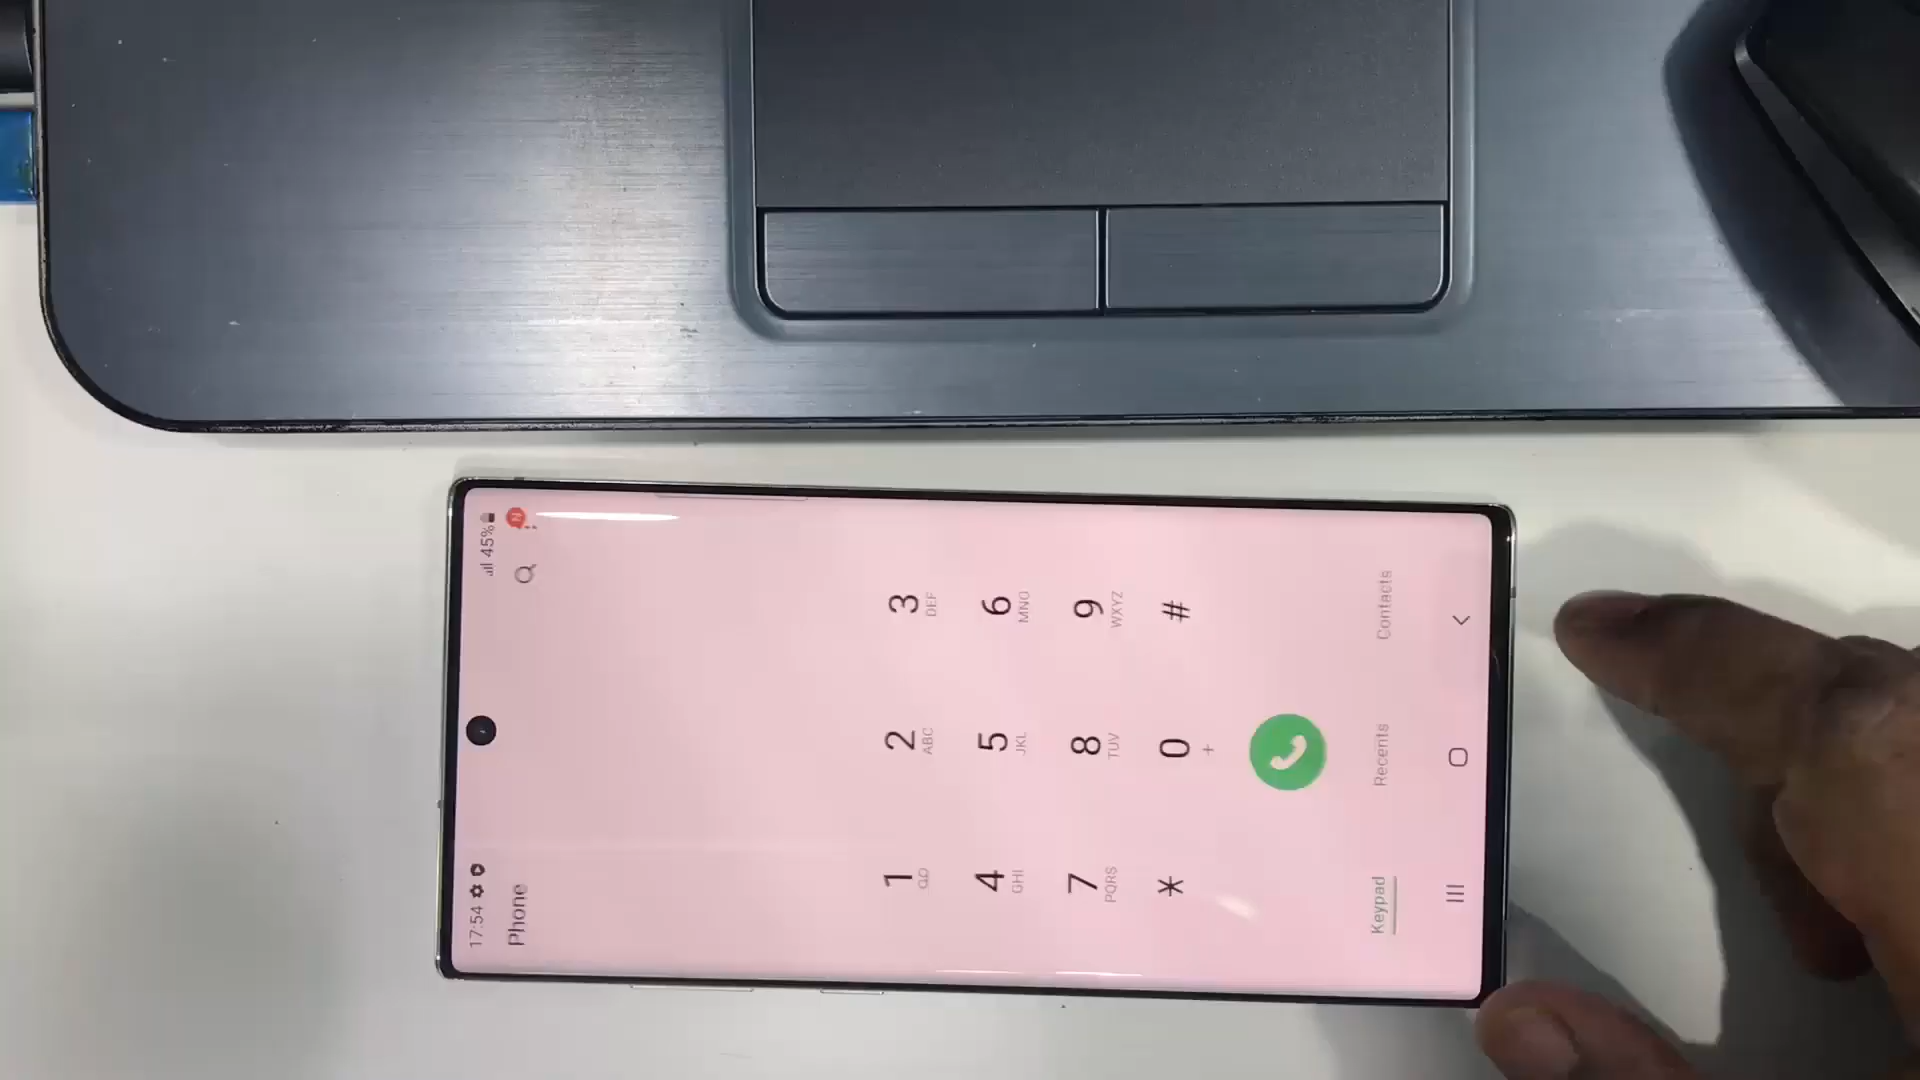 17:54 45%
Phone
N
1 2 3
ABC DEF
4 5 6
GHI JKL MNO
7 8 9
PQRS TUV WXYZ
* 0 #
+
Keypad Recents Contacts